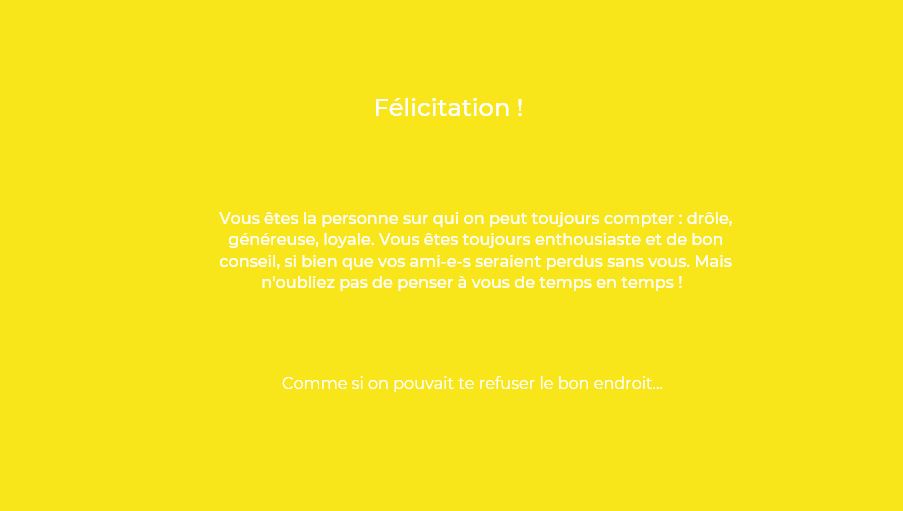 Félicitation !
Vous êtes la personne sur qui on peut toujours compter : drôle,
généreuse, loyale. Vous êtes toujours enthousiaste et de bon
conseil, si bien que vos ami-e-s seraient perdus sans vous. Mais
n'oubliez pas de penser à vous de temps en temps !
Comme si on pouvait te refuser le bon endroit...